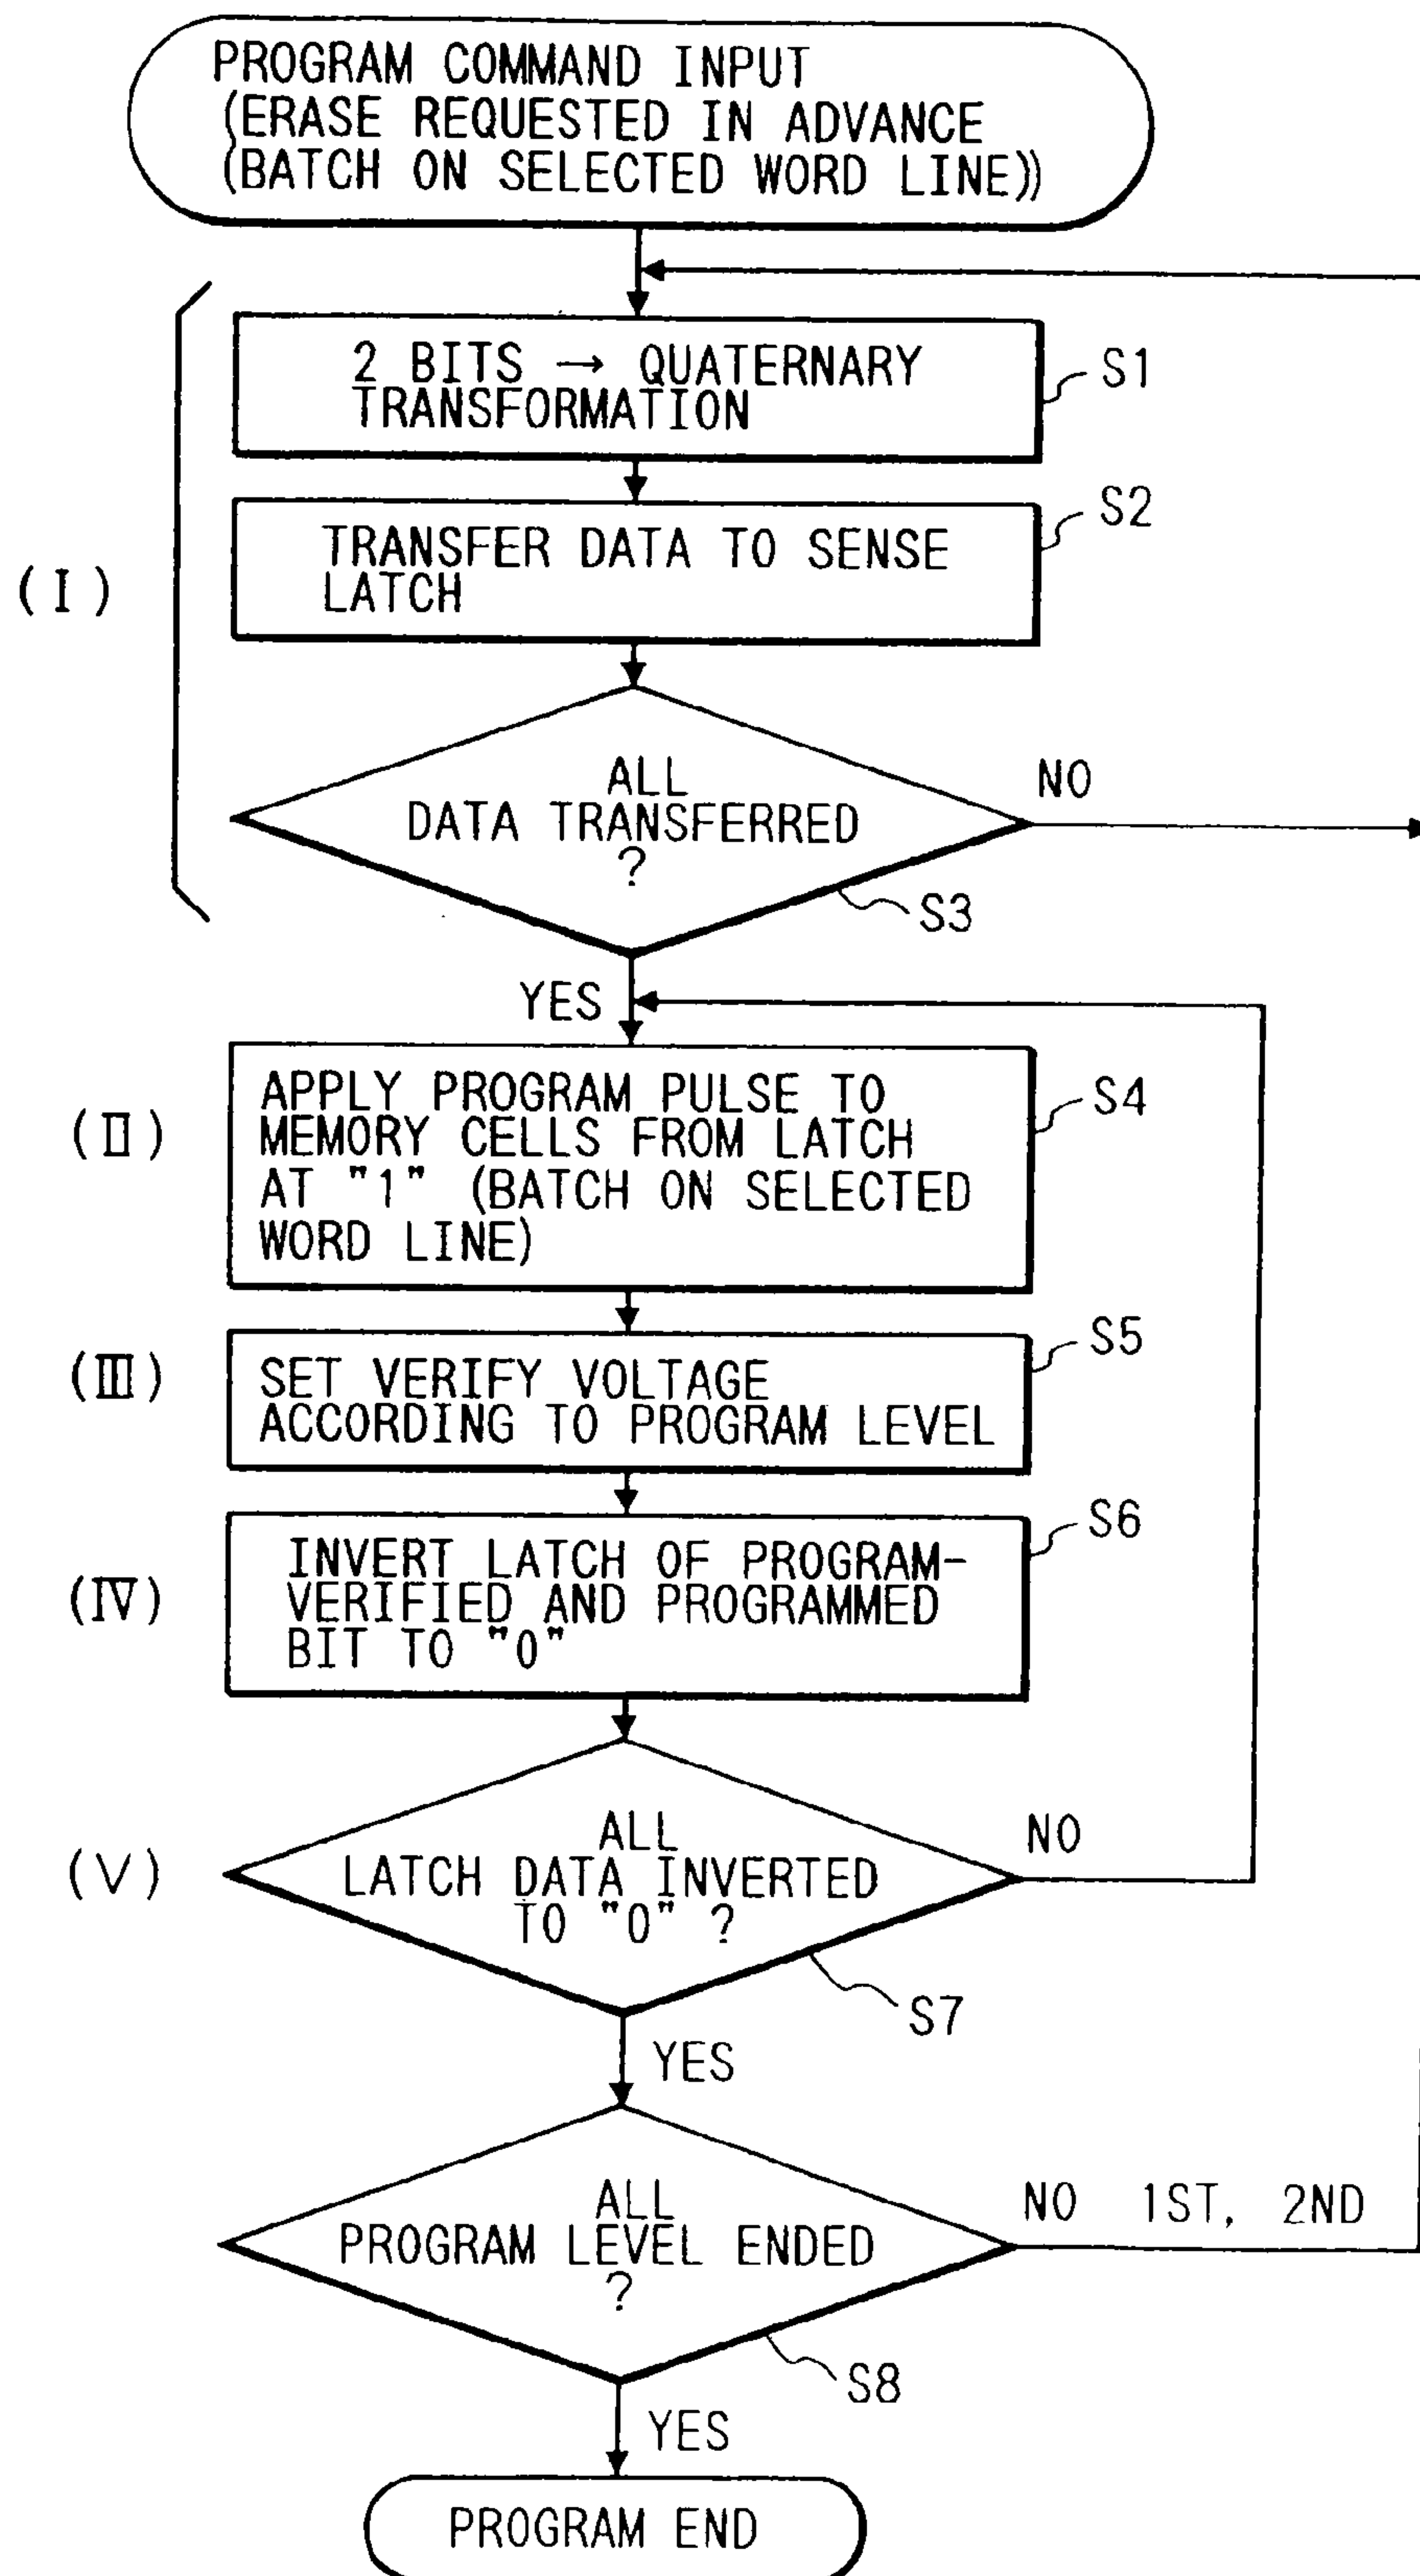 PROGRAM COMMAND INPUT
(ERASE REQUESTED IN ADVANCE
(BATCH ON SELECTED WORD LINE))
2 BITS → QUATERNARY
TRANSFORMATION
S1
TRANSFER DATA TO SENSE
LATCH
S2
(I)
ALL
DATA TRANSFERRED
?
NO
S3
YES
(II)
APPLY PROGRAM PULSE TO
MEMORY CELLS FROM LATCH
AT "1" (BATCH ON SELECTED
WORD LINE)
S4
(III)
SET VERIFY VOLTAGE
ACCORDING TO PROGRAM LEVEL
S5
(IV)
INVERT LATCH OF PROGRAM-
VERIFIED AND PROGRAMMED
BIT TO "0"
S6
(V)
ALL
LATCH DATA INVERTED
TO "0" ?
NO
S7
YES
ALL
PROGRAM LEVEL ENDED
?
NO 1ST, 2ND
S8
YES
PROGRAM END